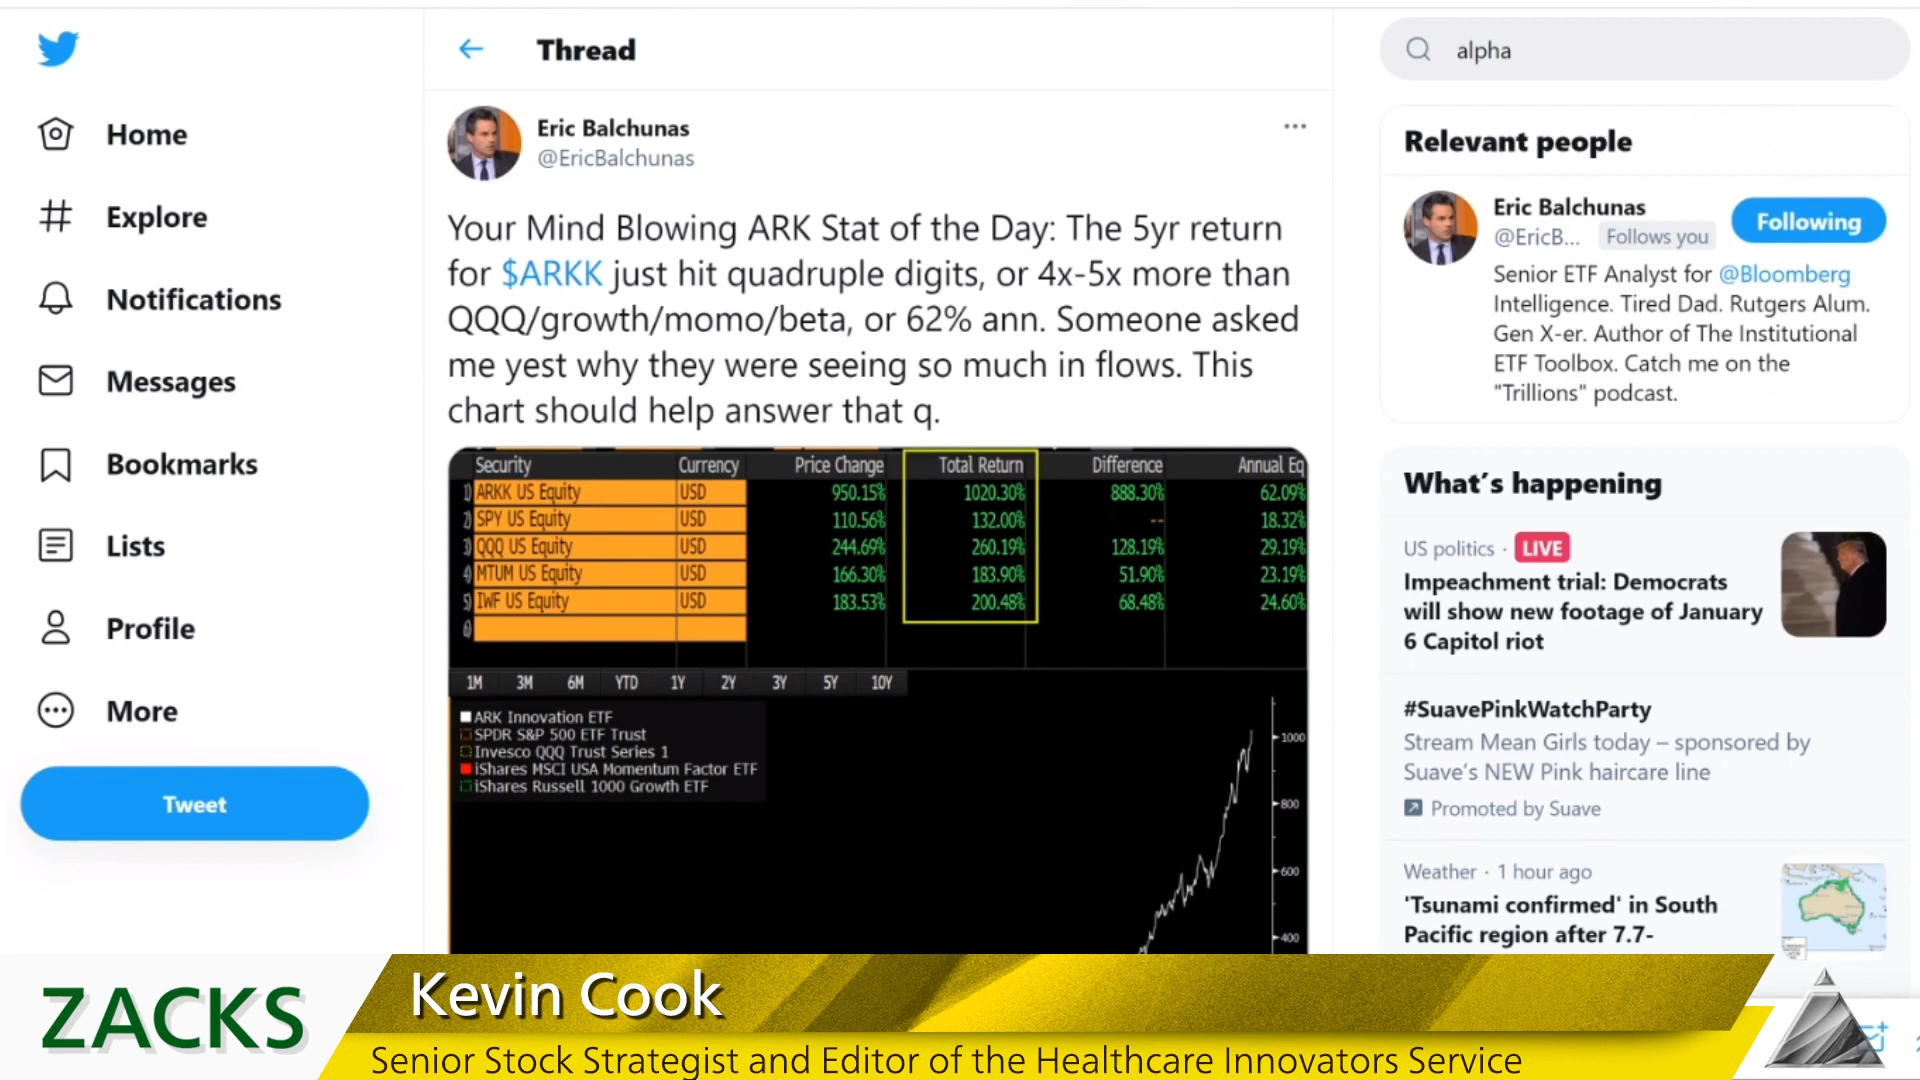 Home
Explore
Notifications
Messages
Bookmarks
Lists
Profile
More
Tweet
Thread
Eric Balchunas
@EricBalchunas
Your Mind Blowing ARK Stat of the Day: The 5yr return
for $ARKK just hit quadruple digits, or 4x-5x more than
QQQ/growth/momo/beta, or 62% ann. Someone asked
me yest why they were seeing so much in flows. This
chart should help answer that q.
Security Currency Price Change Total Return Difference Annual Eq
1) ARKK US Equity USD 950.15% 1020.30% 888.30% 62.09%
2) SPY US Equity USD 110.56% 132.00% -- 18.32%
3) QQQ US Equity USD 244.69% 260.19% 128.19% 29.19%
4) MTUM US Equity USD 166.30% 183.90% 51.90% 23.19%
5) IWF US Equity USD 183.53% 200.48% 68.48% 24.60%
6)
1M 3M 6M YTD 1Y 2Y 3Y 5Y 10Y
ARK Innovation ETF
SPDR S&P 500 ETF Trust
Invesco QQQ Trust Series 1
iShares MSCI USA Momentum Factor ETF
iShares Russell 1000 Growth ETF
1000
800
600
400
alpha
Relevant people
Eric Balchunas
@EricB... Follows you
Following
Senior ETF Analyst for @Bloomberg
Intelligence. Tired Dad. Rutgers Alum.
Gen X-er. Author of The Institutional
ETF Toolbox. Catch me on the
"Trillions" podcast.
What's happening
US politics · LIVE
Impeachment trial: Democrats
will show new footage of January
6 Capitol riot
#SuavePinkWatchParty
Stream Mean Girls today – sponsored by
Suave's NEW Pink haircare line
Promoted by Suave
Weather · 1 hour ago
'Tsunami confirmed' in South
Pacific region after 7.7-
ZACKS
Kevin Cook
Senior Stock Strategist and Editor of the Healthcare Innovators Service